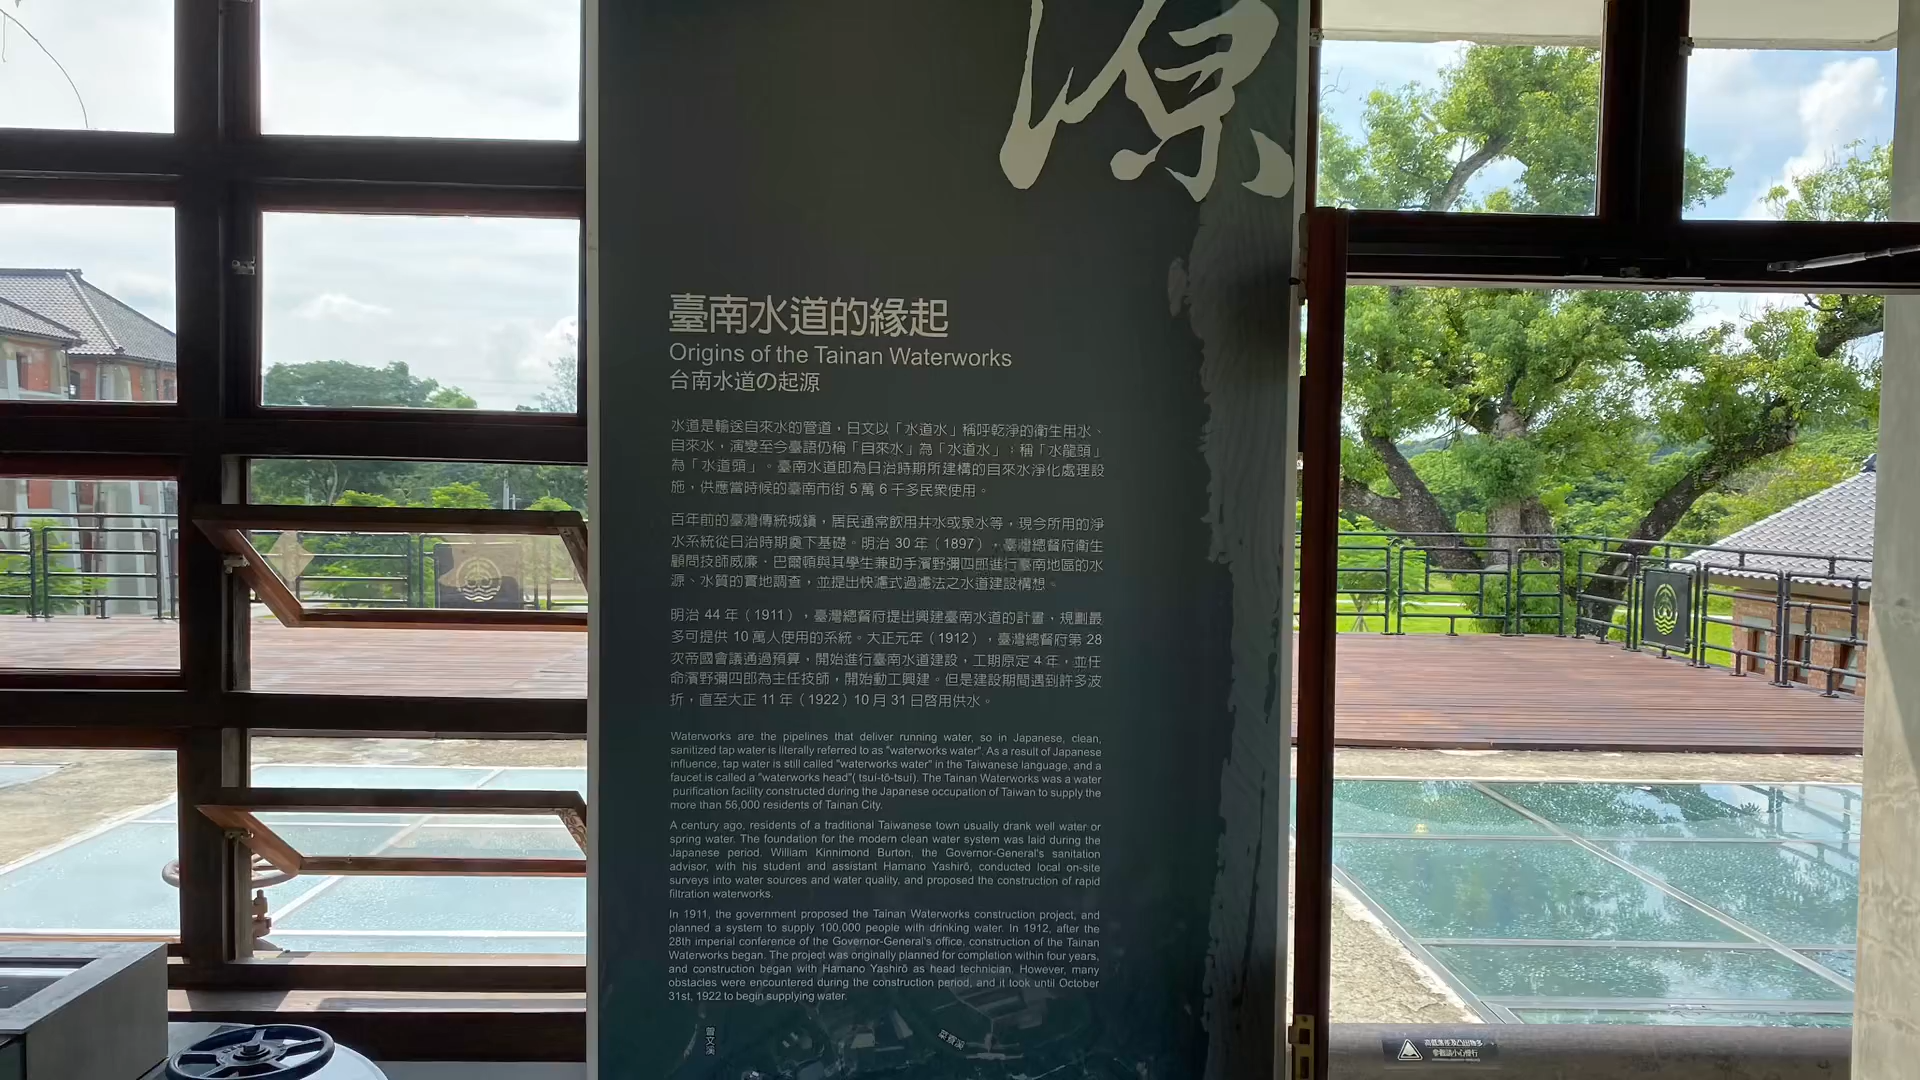 源
臺南水道的緣起
Origins of the Tainan Waterworks
台南水道の起源
水道是輸送自來水的管道，日文以「水道水」稱呼乾淨的衛生用水、
自來水，演變至今臺語仍稱「自來水」為「水道水」；稱「水龍頭」
為「水道頭」。臺南水道即為日治時期所建構的自來水淨化處理設
施，供應當時候的臺南市街 5 萬 6 千多民眾使用。
百年前的臺灣傳統城鎮，居民通常飲用井水或泉水等，現今所用的淨
水系統從日治時期奠下基礎。明治 30 年（1897），臺灣總督府衛生
顧問技師威廉．巴爾頓與其學生兼助手濱野彌四郎進行臺南地區的水
源、水質的實地調查，並提出快濾式過濾法之水道建設構想。
明治 44 年（1911），臺灣總督府提出興建臺南水道的計畫，規劃最
多可提供 10 萬人使用的系統。大正元年（1912），臺灣總督府第 28
次帝國會議通過預算，開始進行臺南水道建設，工期原定 4 年，並任
命濱野彌四郎為主任技師，開始動工興建。但是建設期間遇到許多波
折，直至大正 11 年（1922）10 月 31 日啓用供水。
Waterworks are the pipelines that deliver running water, so in Japanese, clean,
sanitized tap water is literally referred to as "waterworks water". As a result of Japanese
influence, tap water is still called "waterworks water" in the Taiwanese language, and a
faucet is called a "waterworks head"( tsuí-tō-tsuí). The Tainan Waterworks was a water
purification facility constructed during the Japanese occupation of Taiwan to supply the
more than 56,000 residents of Tainan City.
A century ago, residents of a traditional Taiwanese town usually drank well water or
spring water. The foundation for the modern clean water system was laid during the
Japanese period. William Kinnimond Burton, the Governor-General's sanitation
advisor, with his student and assistant Hamano Yashirō, conducted local on-site
surveys into water sources and water quality, and proposed the construction of rapid
filtration waterworks.
In 1911, the government proposed the Tainan Waterworks construction project, and
planned a system to supply 100,000 people with drinking water. In 1912, after the
28th imperial conference of the Governor-General's office, construction of the Tainan
Waterworks began. The project was originally planned for completion within four years,
and construction began with Hamano Yashirō as head technician. However, many
obstacles were encountered during the construction period, and it took until October
31st, 1922 to begin supplying water.
曾文溪
菜寮溪
參觀請小心慢行